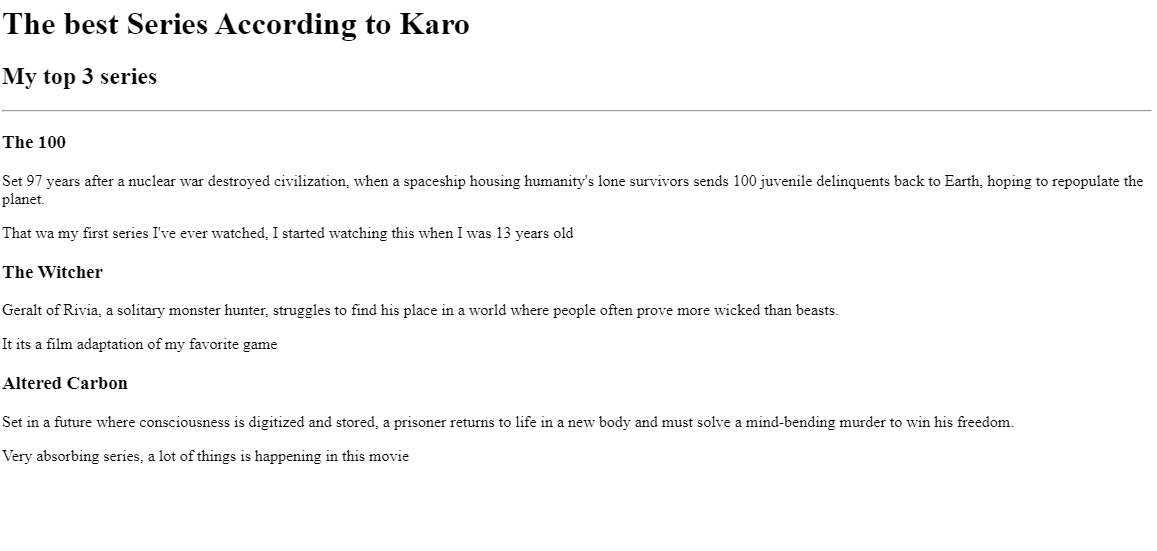 The best Series According to Karo
My top 3 series
The 100
Set 97 years after a nuclear war destroyed civilization, when a spaceship housing humanity's lone survivors sends 100 juvenile delinquents back to Earth, hoping to repopulate the
planet.
That wa my first series I've ever watched, I started watching this when I was 13 years old
The Witcher
Geralt of Rivia, a solitary monster hunter, struggles to find his place in a world where people often prove more wicked than beasts.
It its a film adaptation of my favorite game
Altered Carbon
Set in a future where consciousness is digitized and stored, a prisoner returns to life in a new body and must solve a mind-bending murder to win his freedom.
Very absorbing series, a lot of things is happening in this movie